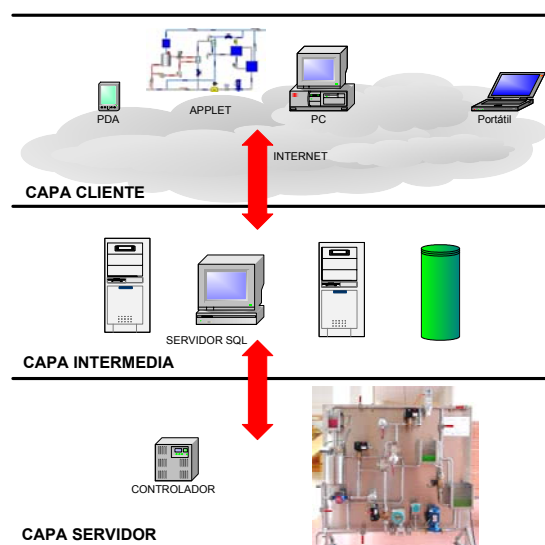 PDA
APPLET
PC
Portátil
INTERNET
CAPA CLIENTE
SERVIDOR SQL
CAPA INTERMEDIA
CONTROLADOR
CAPA SERVIDOR